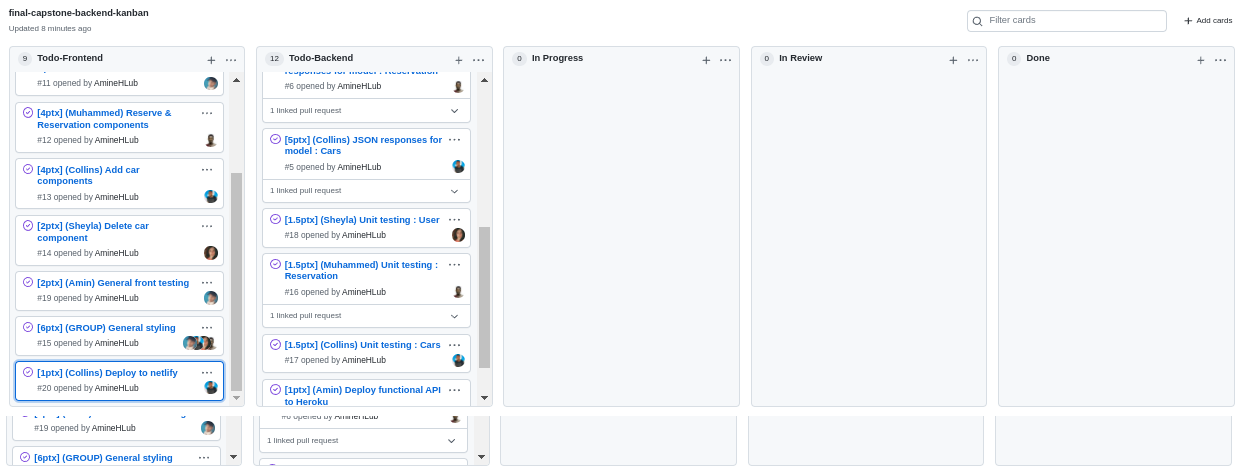 final-capstone-backend-kanban
Updated 8 minutes ago
Filter cards
Add cards
9 Todo-Frontend
#11 opened by AmineHLub
[4ptx] (Muhammed) Reserve &
Reservation components
#12 opened by AmineHLub
[4ptx] (Collins) Add car
components
#13 opened by AmineHLub
[2ptx] (Sheyla) Delete car
component
#14 opened by AmineHLub
[2ptx] (Amin) General front testing
#19 opened by AmineHLub
[6ptx] (GROUP) General styling
#15 opened by AmineHLub
[1ptx] (Collins) Deploy to netlify
#20 opened by AmineHLub
12 Todo-Backend
responses for model : Reservation
#6 opened by AmineHLub
1 linked pull request
[5ptx] (Collins) JSON responses for
model : Cars
#5 opened by AmineHLub
1 linked pull request
[1.5ptx] (Sheyla) Unit testing : User
#18 opened by AmineHLub
[1.5ptx] (Muhammed) Unit testing :
Reservation
#16 opened by AmineHLub
1 linked pull request
[1.5ptx] (Collins) Unit testing : Cars
#17 opened by AmineHLub
[1ptx] (Amin) Deploy functional API
to Heroku
0 In Progress
0 In Review
0 Done
#19 opened by AmineHLub
[6ptx] (GROUP) General styling
#6 opened by AmineHLub
1 linked pull request